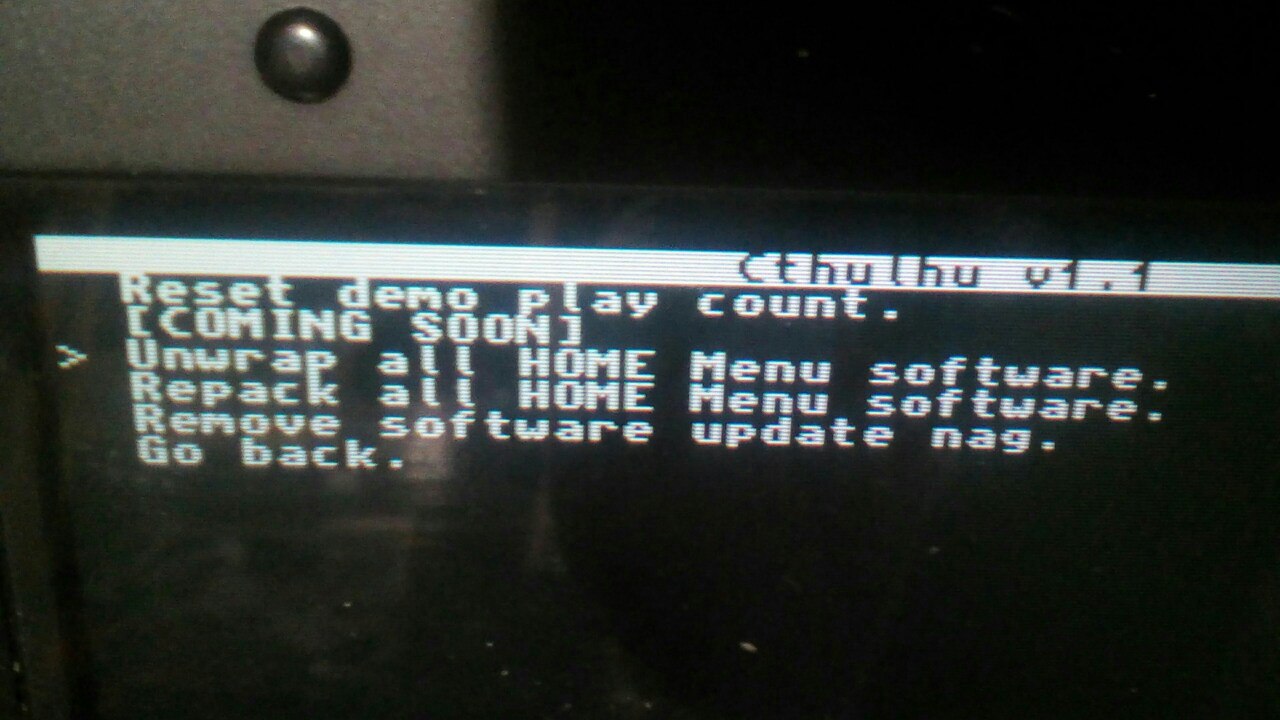 Cthulhu v1.1
Reset demo play count.
[COMING SOON]
> Unwrap all HOME Menu software.
Repack all HOME Menu software.
Remove software update nag.
Go back.